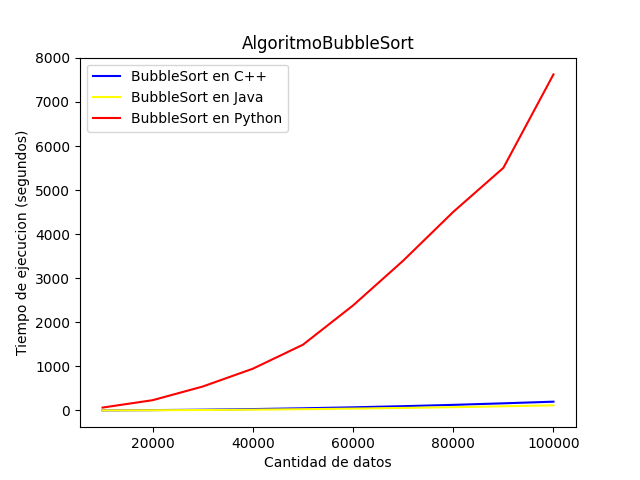 AlgoritmoBubbleSort
BubbleSort en C++
BubbleSort en Java
BubbleSort en Python
Tiempo de ejecucion (segundos)
8000
7000
6000
5000
4000
3000
2000
1000
0
20000 40000 60000 80000 100000
Cantidad de datos